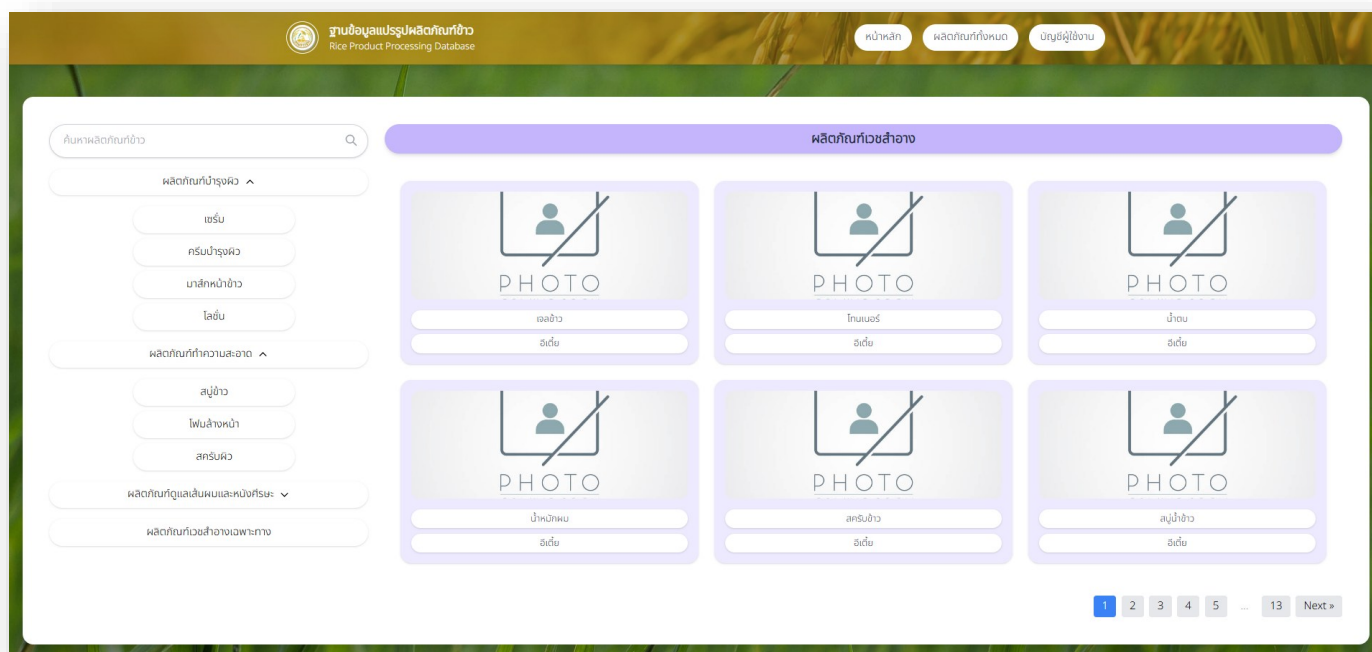 ฐานข้อมูลแปรรูปผลิตภัณฑ์ข้าว
Rice Product Processing Database
หน้าหลัก
ผลิตภัณฑ์ทั้งหมด
บัญชีผู้ใช้งาน
ค้นหาผลิตภัณฑ์ข้าว
ผลิตภัณฑ์บำรุงผิว
เซรั่ม
ครีมบำรุงผิว
มาส์กหน้าข้าว
โลชั่น
ผลิตภัณฑ์ทำความสะอาด
สบู่ข้าว
โฟมล้างหน้า
สครับผิว
ผลิตภัณฑ์ดูแลเส้นผมและหนังศีรษะ
ผลิตภัณฑ์เวชสำอางเฉพาะทาง
ผลิตภัณฑ์เวชสำอาง
PHOTO
เจลข้าว
อีเตี้ย
PHOTO
โทนเนอร์
อีเตี้ย
PHOTO
น้ำตบ
อีเตี้ย
PHOTO
น้ำหมักผม
อีเตี้ย
PHOTO
สครับข้าว
อีเตี้ย
PHOTO
สบู่น้ำข้าว
อีเตี้ย
1 2 3 4 5 ... 13 Next »